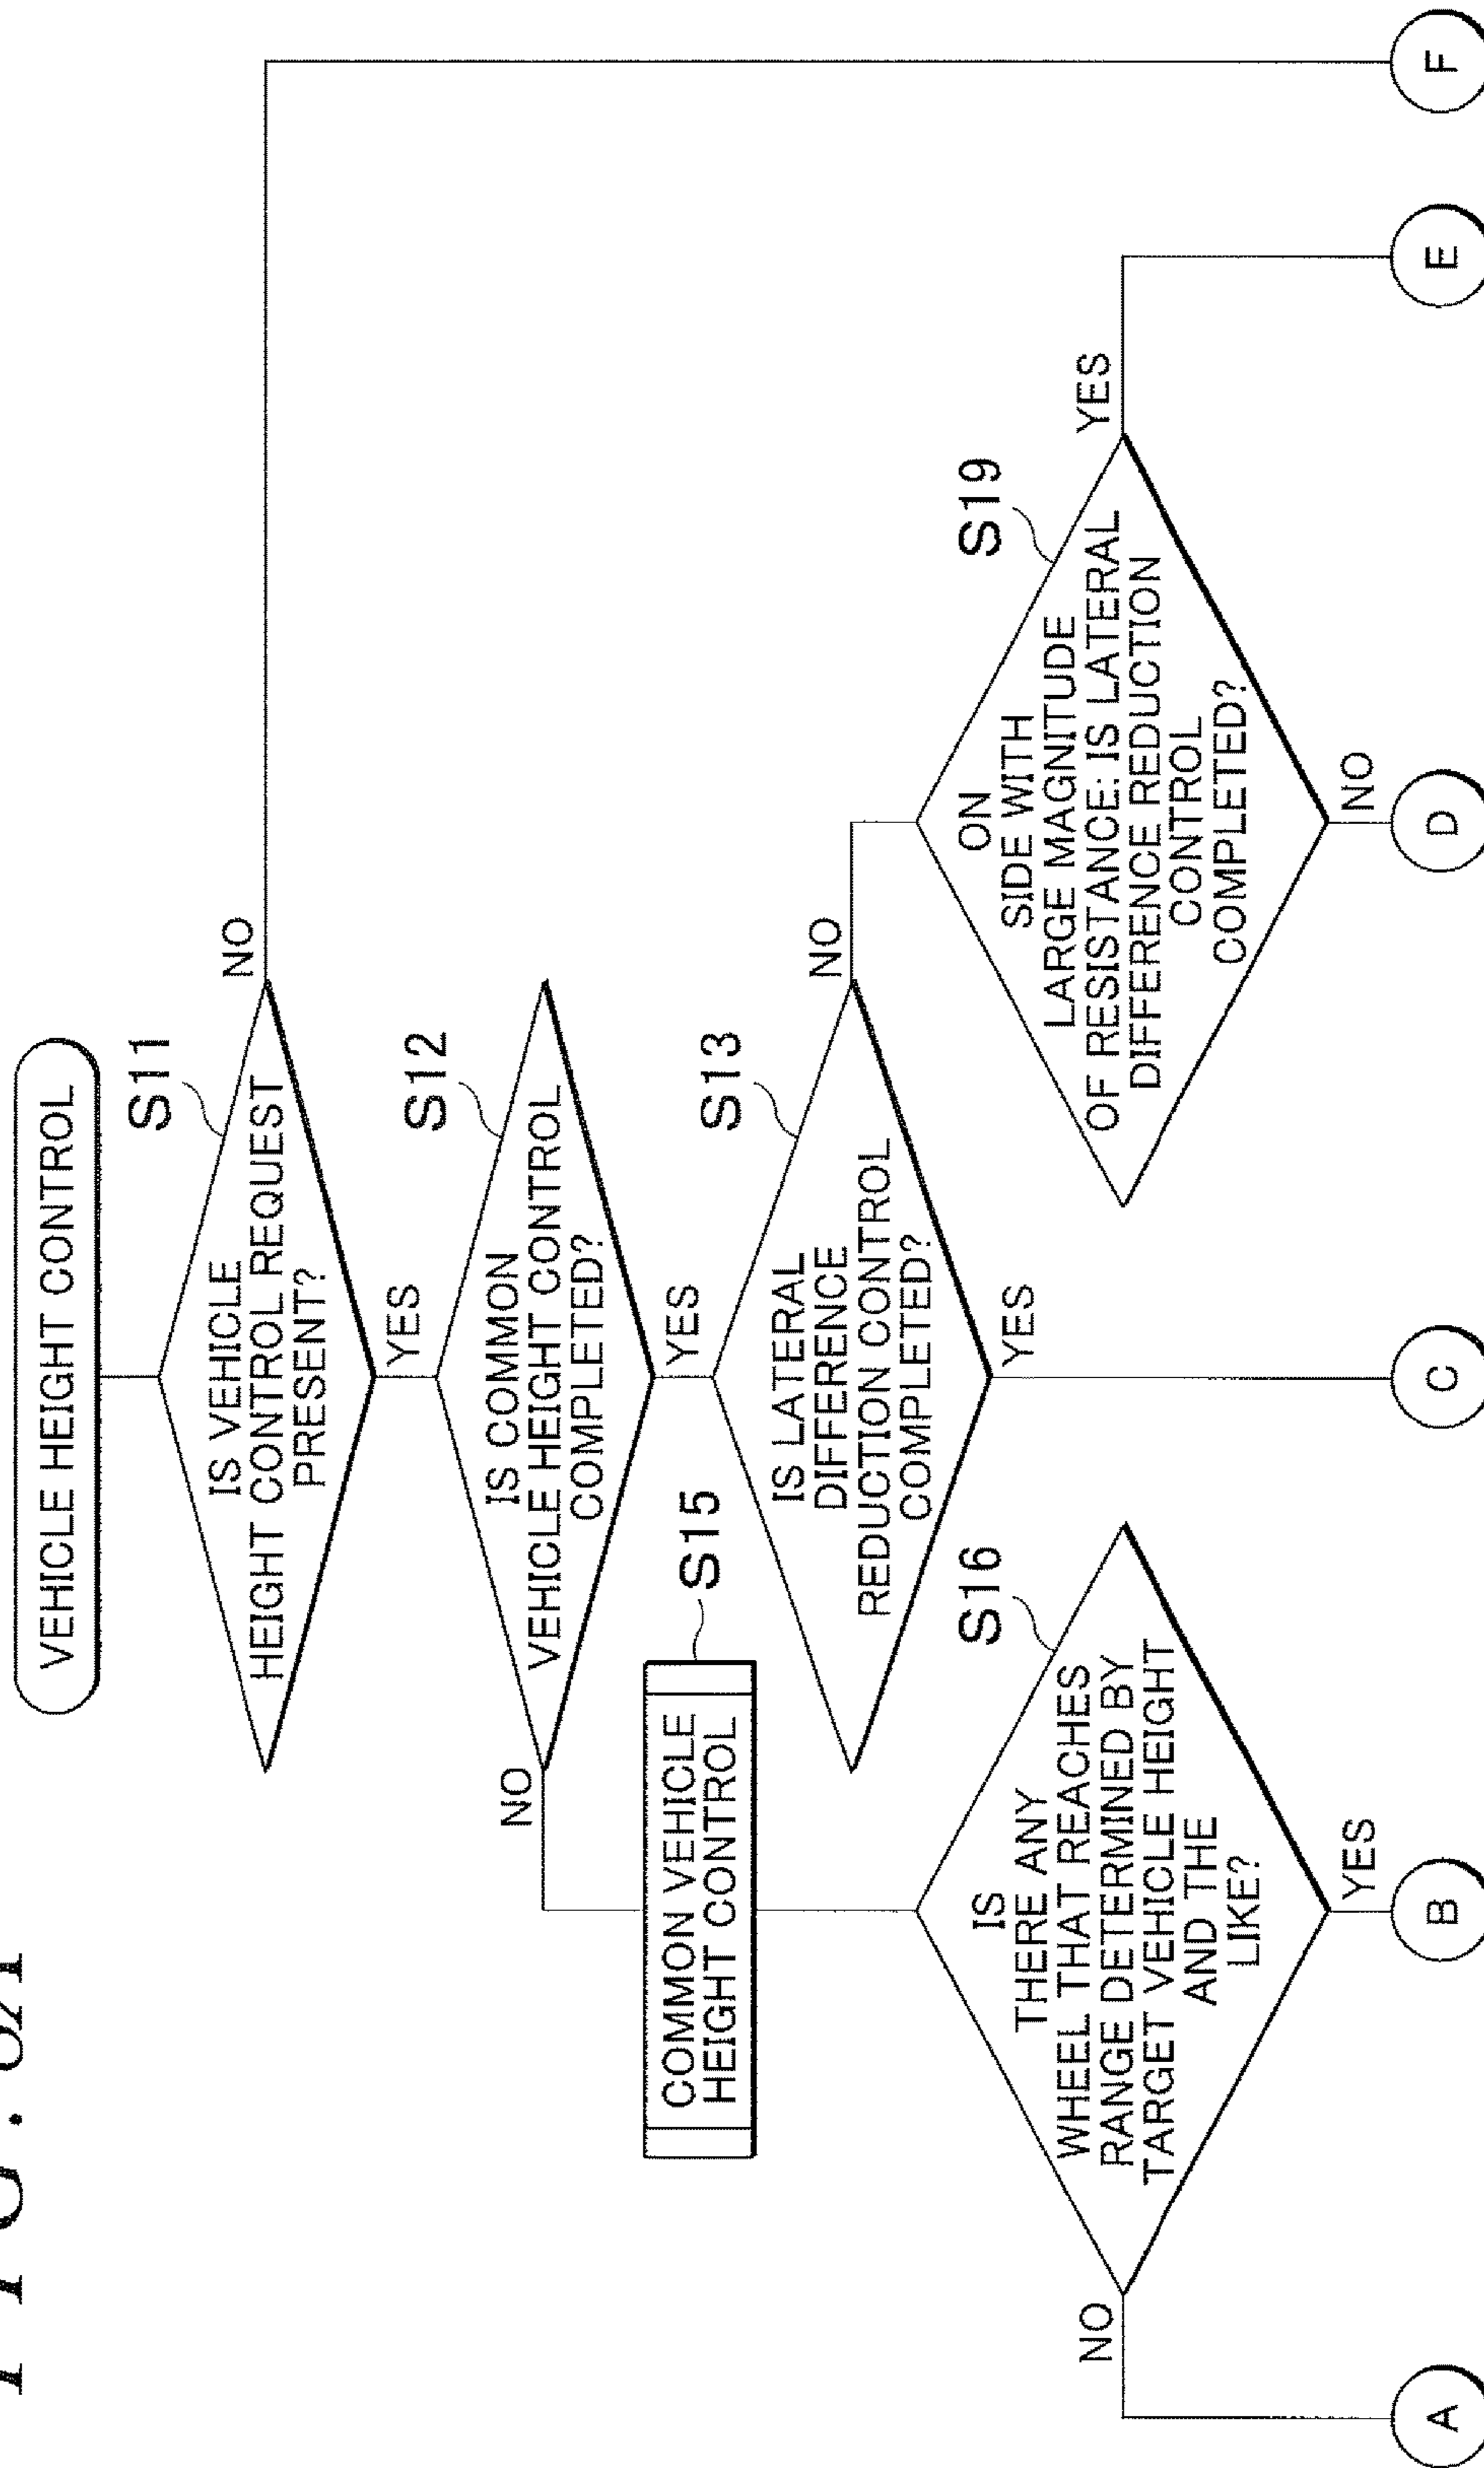 VEHICLE HEIGHT CONTROL
S11
IS VEHICLE
HEIGHT CONTROL REQUEST
PRESENT?
NO
YES
S12
IS COMMON
VEHICLE HEIGHT CONTROL
COMPLETED?
NO
YES
S15
COMMON VEHICLE
HEIGHT CONTROL
S13
IS LATERAL
DIFFERENCE
REDUCTION CONTROL
COMPLETED?
NO
YES
S16
IS
THERE ANY
WHEEL THAT REACHES
RANGE DETERMINED BY
TARGET VEHICLE HEIGHT
AND THE
LIKE?
NO
YES
S19
ON
SIDE WITH
LARGE MAGNITUDE
OF RESISTANCE: IS LATERAL
DIFFERENCE REDUCTION
CONTROL
COMPLETED?
YES
NO
A
B
C
D
E
F